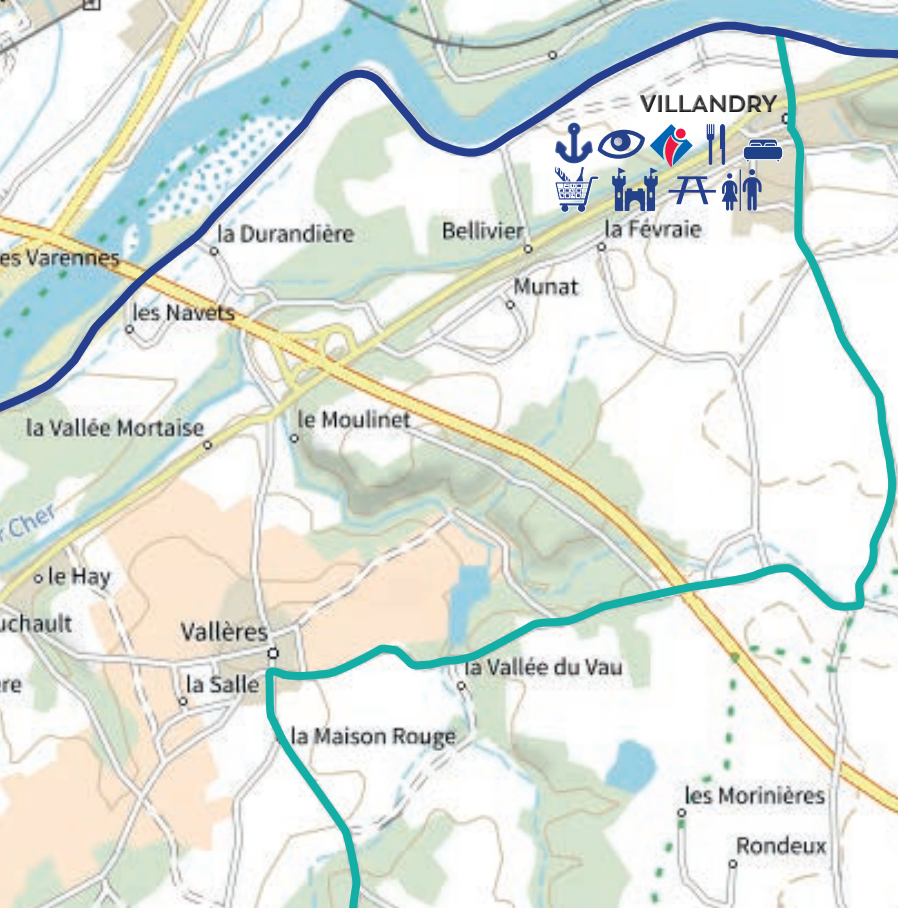 VILLANDRY
la Durandière
Bellivier
la Févraie
es Varennes
Munat
les Navets
le Moulinet
la Vallée Mortaise
r Cher
le Hay
uchault
Vallères
la Vallée du Vau
ère
la Salle
la Maison Rouge
les Morinières
Rondeux